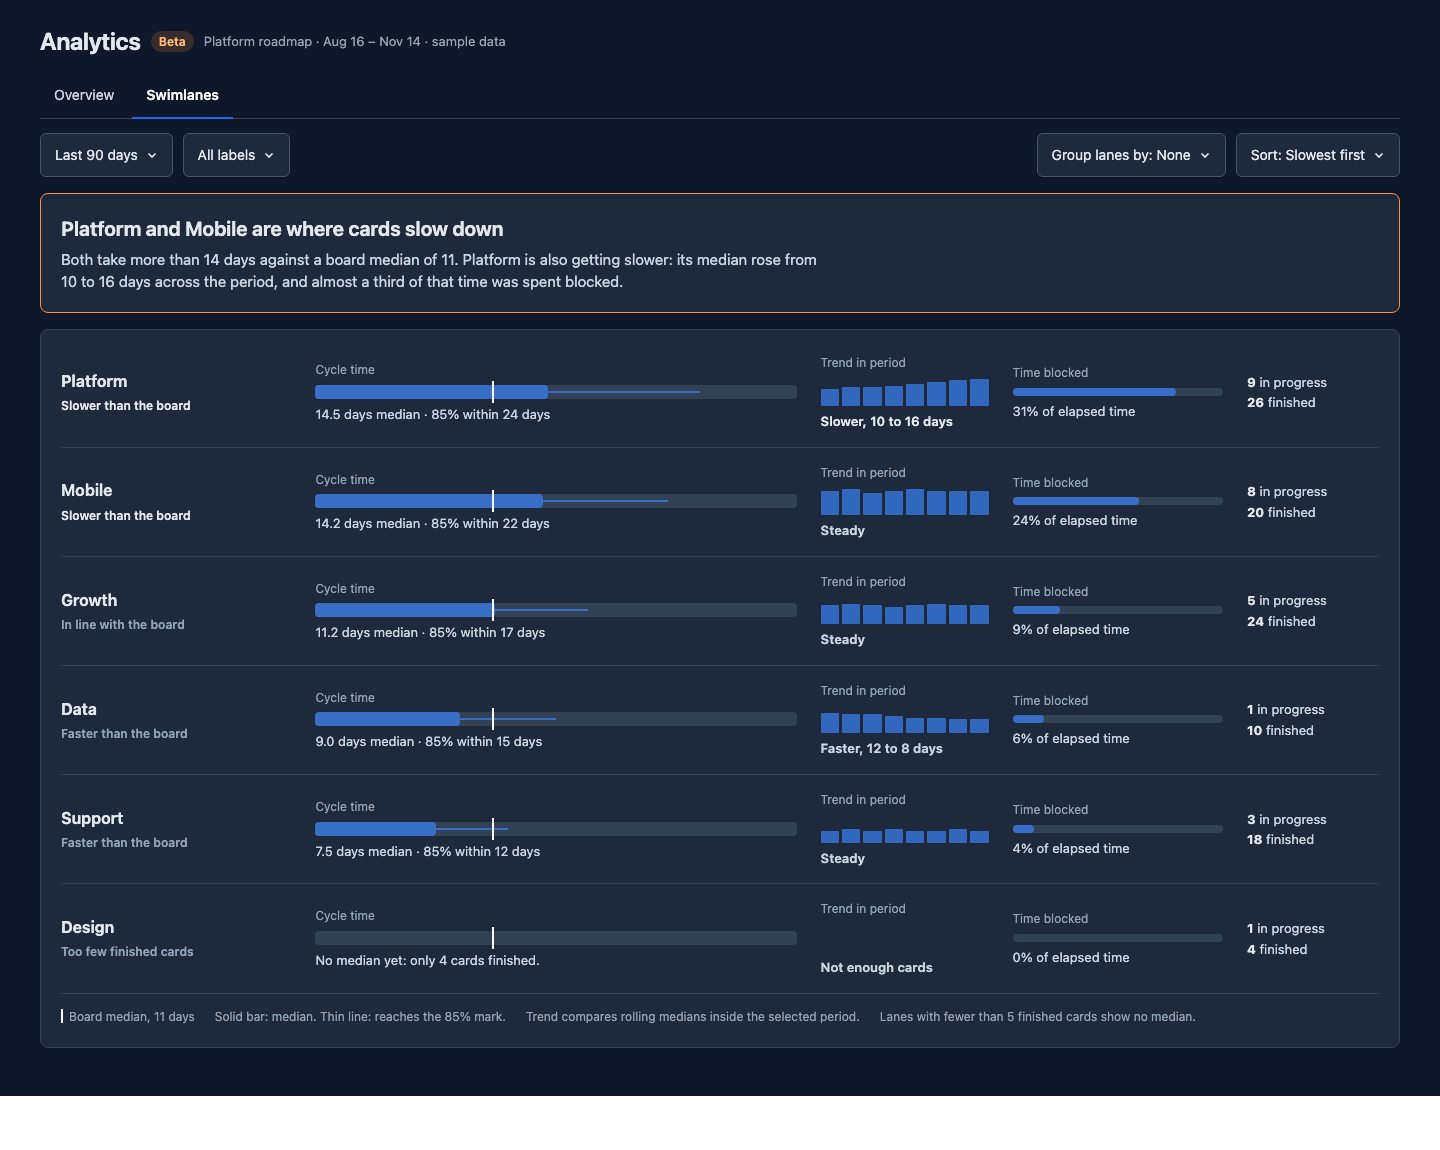 Analytics Beta Platform roadmap · Aug 16 – Nov 14 · sample data
Overview Swimlanes
Last 90 days All labels Group lanes by: None Sort: Slowest first
Platform and Mobile are where cards slow down
Both take more than 14 days against a board median of 11. Platform is also getting slower: its median rose from
10 to 16 days across the period, and almost a third of that time was spent blocked.
Platform
Slower than the board
Cycle time
14.5 days median · 85% within 24 days
Trend in period
Slower, 10 to 16 days
Time blocked
31% of elapsed time
9 in progress
26 finished
Mobile
Slower than the board
Cycle time
14.2 days median · 85% within 22 days
Trend in period
Steady
Time blocked
24% of elapsed time
8 in progress
20 finished
Growth
In line with the board
Cycle time
11.2 days median · 85% within 17 days
Trend in period
Steady
Time blocked
9% of elapsed time
5 in progress
24 finished
Data
Faster than the board
Cycle time
9.0 days median · 85% within 15 days
Trend in period
Faster, 12 to 8 days
Time blocked
6% of elapsed time
1 in progress
10 finished
Support
Faster than the board
Cycle time
7.5 days median · 85% within 12 days
Trend in period
Steady
Time blocked
4% of elapsed time
3 in progress
18 finished
Design
Too few finished cards
Cycle time
No median yet: only 4 cards finished.
Trend in period
Not enough cards
Time blocked
0% of elapsed time
1 in progress
4 finished
Board median, 11 days Solid bar: median. Thin line: reaches the 85% mark. Trend compares rolling medians inside the selected period. Lanes with fewer than 5 finished cards show no median.